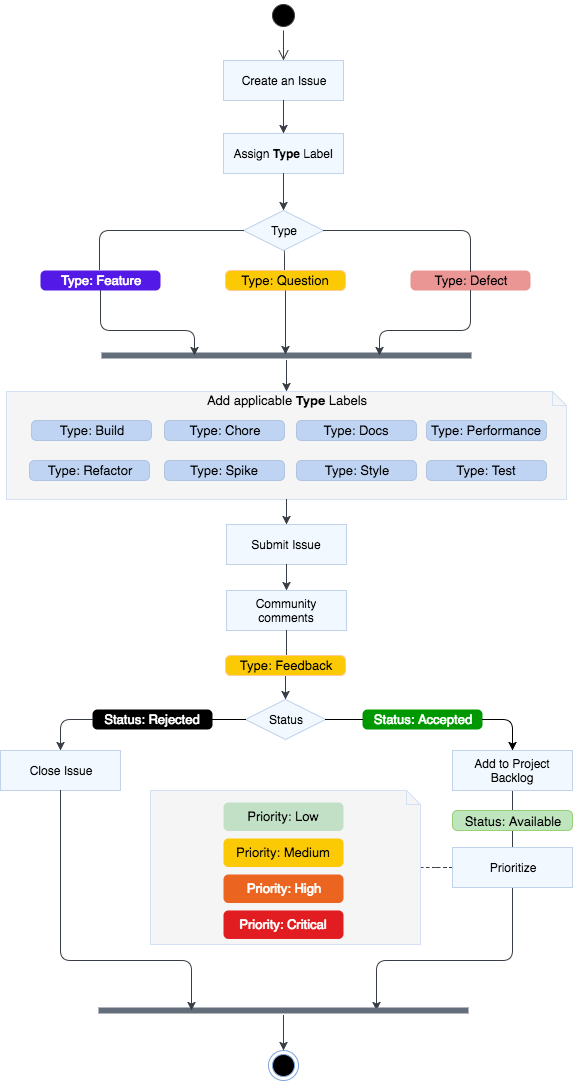 Create an Issue
Assign Type Label
Type
Type: Feature
Type: Question
Type: Defect
Add applicable Type Labels
Type: Build
Type: Chore
Type: Docs
Type: Performance
Type: Refactor
Type: Spike
Type: Style
Type: Test
Submit Issue
Community
comments
Type: Feedback
Status: Rejected
Status
Status: Accepted
Close Issue
Add to Project
Backlog
Priority: Low
Status: Available
Priority: Medium
Prioritize
Priority: High
Priority: Critical